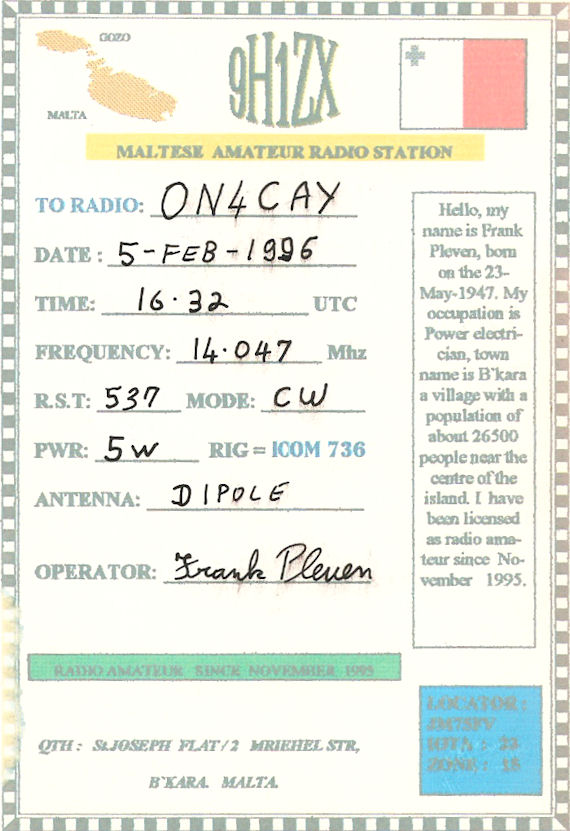 GOZO
MALTA
9H1ZX
MALTESE AMATEUR RADIO STATION
TO RADIO: ON4CAY
DATE : 5-FEB-1996
TIME: 16.32 UTC
FREQUENCY: 14.047 Mhz
R.S.T: 537 MODE: CW
PWR: 5W RIG = ICOM 736
ANTENNA: DIPOLE
OPERATOR: Frank Pleven
Hello, my
name is Frank
Pleven, born
on the 23-
May-1947. My
occupation is
Power electri-
cian, town
name is B'kara
a village with a
population of
about 26500
people near the
centre of the
island. I have
been licensed
as radio ama-
teur since No-
vember 1995.
RADIO AMATEUR SINCE NOVEMBER 1995
LOCATOR :
IOTA : 23
ZONE : 15
QTH : St.JOSEPH FLAT / 2 MRIEHEL STR,
B'KARA. MALTA.